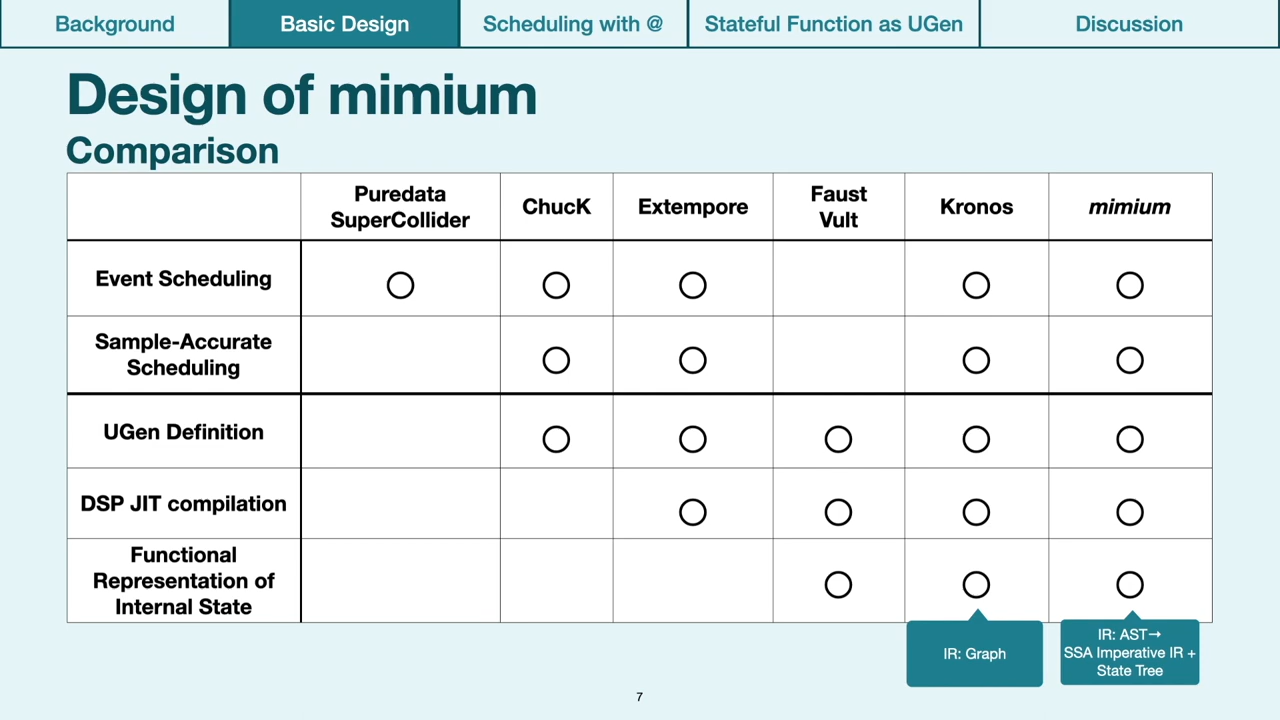 Background
Basic Design
Scheduling with @
Stateful Function as UGen
Discussion
Design of mimium
Comparison
Puredata
SuperCollider
ChucK
Extempore
Faust
Vult
Kronos
mimium
Event Scheduling
Sample-Accurate
Scheduling
UGen Definition
DSP JIT compilation
Functional
Representation of
Internal State
IR: Graph
IR: AST→
SSA Imperative IR +
State Tree
7